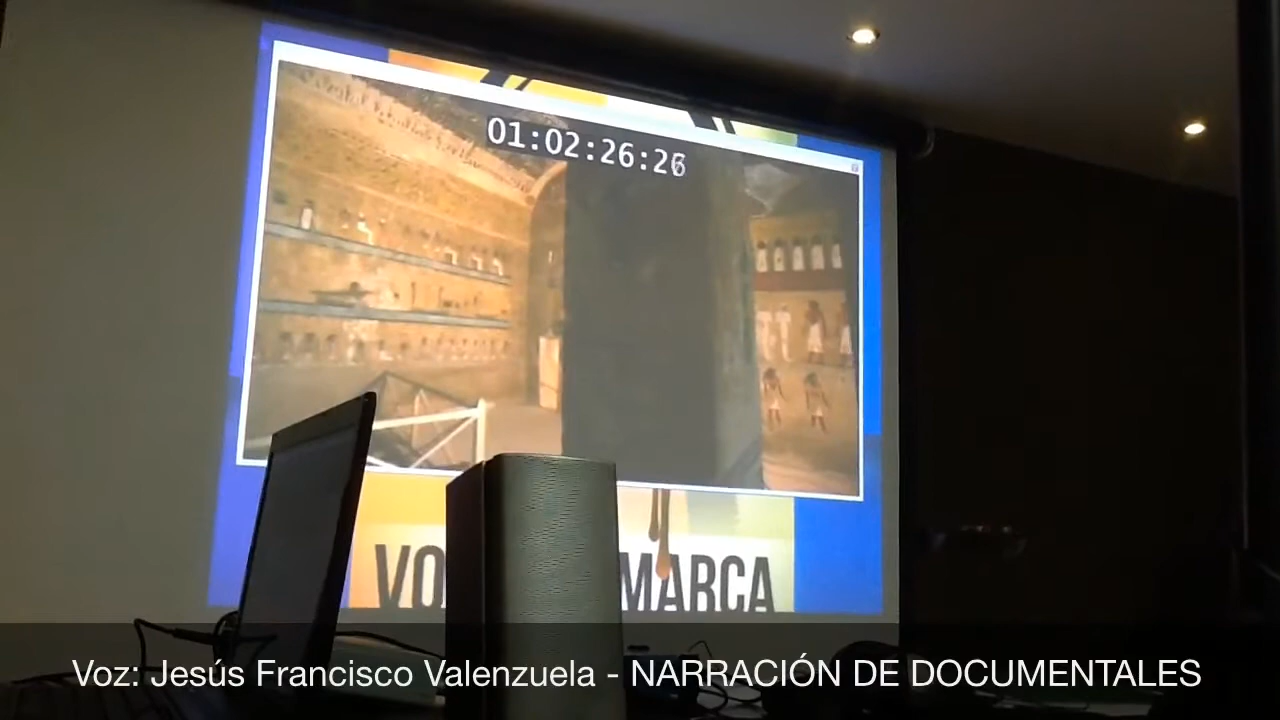 01:02:26:26
VO MARCA
Voz: Jesús Francisco Valenzuela - NARRACIÓN DE DOCUMENTALES